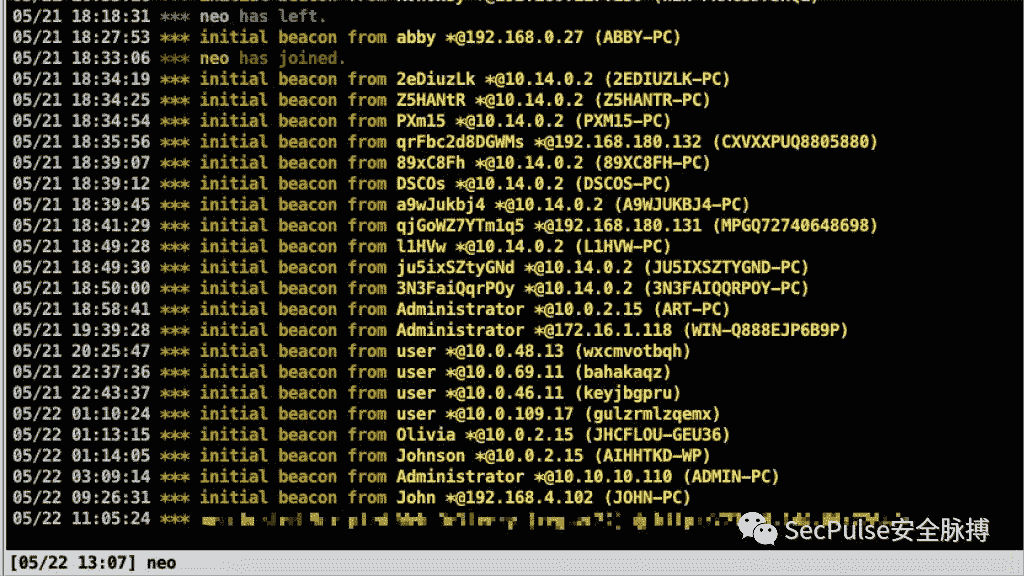 05/21 18:18:31 *** neo has left.
05/21 18:27:53 *** initial beacon from abby *@192.168.0.27 (ABBY-PC)
05/21 18:33:06 *** neo has joined.
05/21 18:34:19 *** initial beacon from 2eDiuzLk *@10.14.0.2 (2EDIUZLK-PC)
05/21 18:34:25 *** initial beacon from Z5HANtR *@10.14.0.2 (Z5HANTR-PC)
05/21 18:34:54 *** initial beacon from PXm15 *@10.14.0.2 (PXM15-PC)
05/21 18:35:56 *** initial beacon from qrFbc2d8DGWMs *@192.168.180.132 (CXVXXPUQ8805880)
05/21 18:39:07 *** initial beacon from 89xC8Fh *@10.14.0.2 (89XC8FH-PC)
05/21 18:39:12 *** initial beacon from DSCOs *@10.14.0.2 (DSCOS-PC)
05/21 18:39:45 *** initial beacon from a9wJukbj4 *@10.14.0.2 (A9WJUKBJ4-PC)
05/21 18:41:29 *** initial beacon from qjGoWZ7YTm1q5 *@192.168.180.131 (MPGQ72740648698)
05/21 18:49:28 *** initial beacon from l1HVw *@10.14.0.2 (L1HVW-PC)
05/21 18:49:30 *** initial beacon from ju5ixSZtyGNd *@10.14.0.2 (JU5IXSZTYGND-PC)
05/21 18:50:00 *** initial beacon from 3N3FaiQqrPOy *@10.14.0.2 (3N3FAIQQRPOY-PC)
05/21 18:58:41 *** initial beacon from Administrator *@10.0.2.15 (ART-PC)
05/21 19:39:28 *** initial beacon from Administrator *@172.16.1.118 (WIN-Q888EJP6B9P)
05/21 20:25:47 *** initial beacon from user *@10.0.48.13 (wxcmvotbqh)
05/21 22:37:36 *** initial beacon from user *@10.0.69.11 (bahakaqz)
05/21 22:43:37 *** initial beacon from user *@10.0.46.11 (keyjbgpru)
05/22 01:10:24 *** initial beacon from user *@10.0.109.17 (gulzrmlzqemx)
05/22 01:13:15 *** initial beacon from Olivia *@10.0.2.15 (JHCFLOU-GEU36)
05/22 01:14:05 *** initial beacon from Johnson *@10.0.2.15 (AIHHTKD-WP)
05/22 03:09:14 *** initial beacon from Administrator *@10.10.10.110 (ADMIN-PC)
05/22 09:26:31 *** initial beacon from John *@192.168.4.102 (JOHN-PC)
05/22 11:05:24 ***
SecPulse安全脉搏
[05/22 13:07] neo